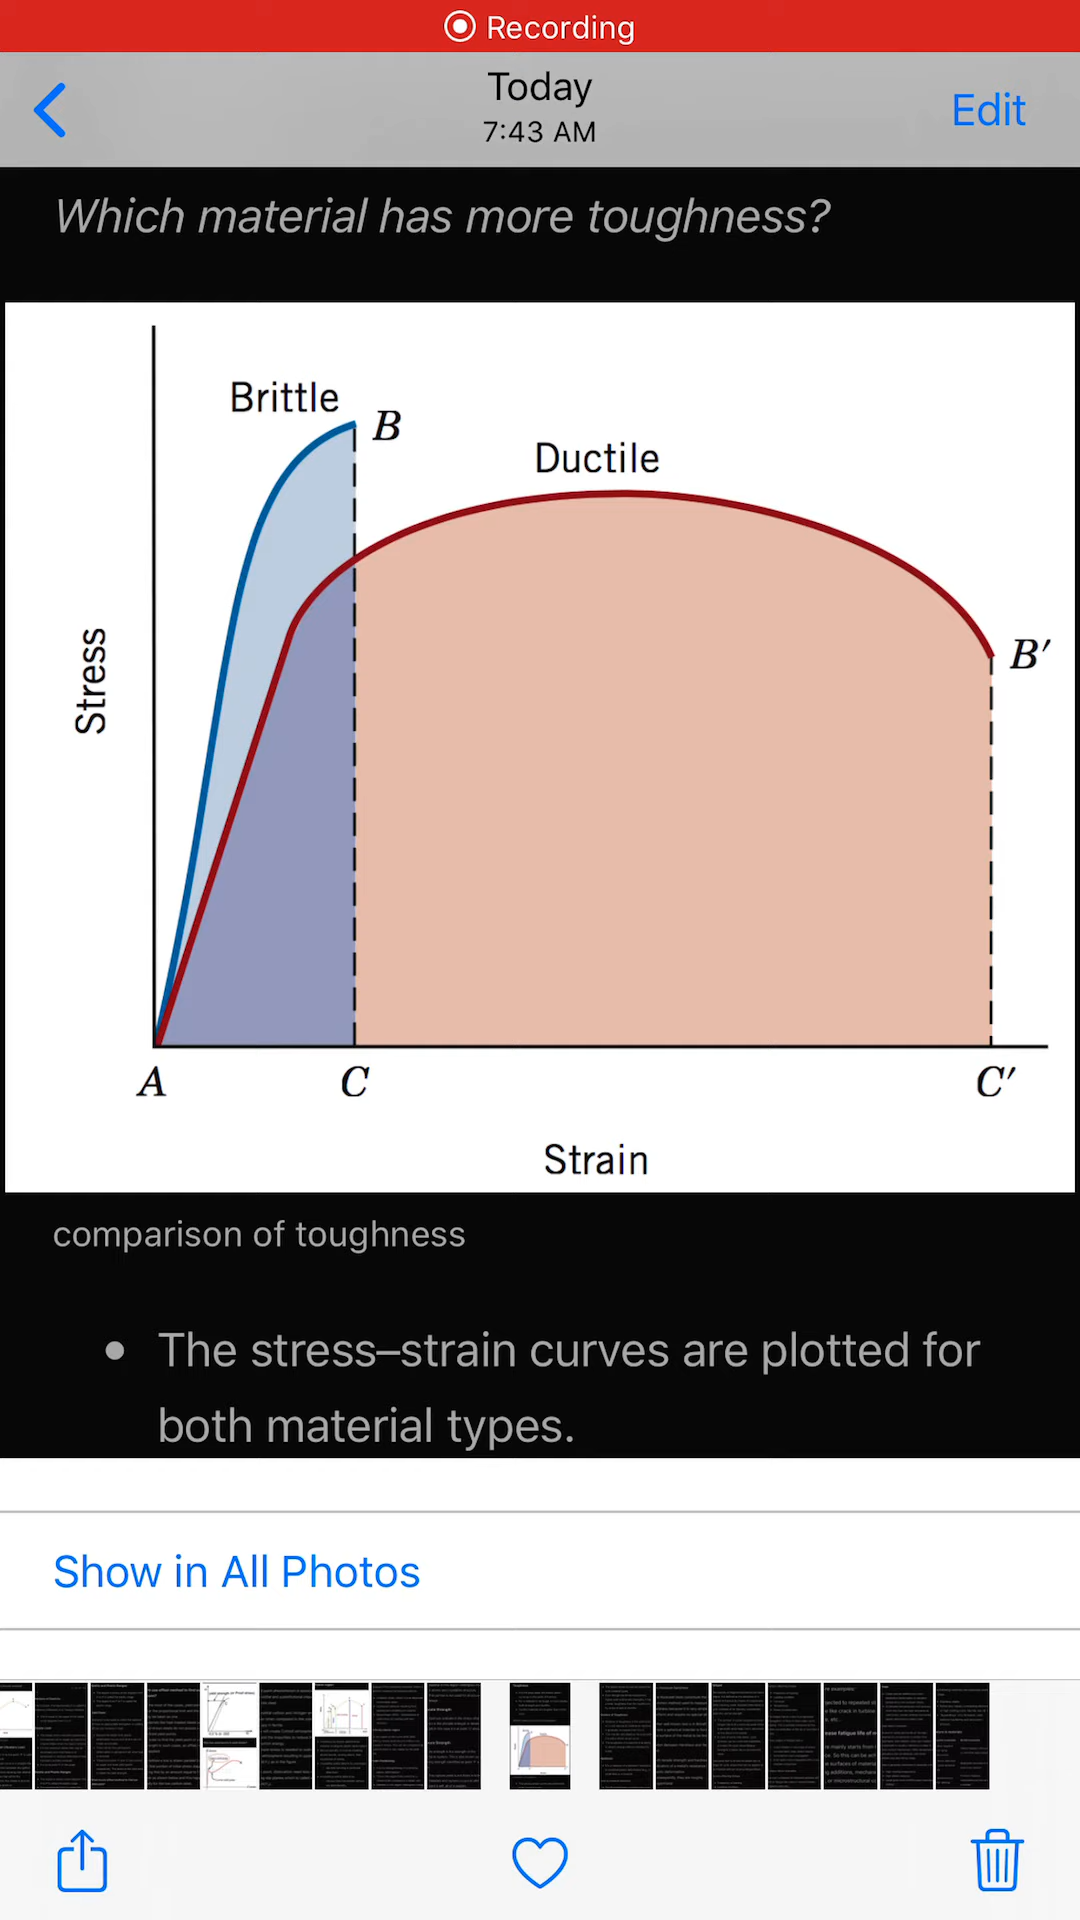 Recording
Today
7:43 AM
Edit
Which material has more toughness?
Brittle
B
Ductile
B′
Stress
A
C
C′
Strain
comparison of toughness
• The stress–strain curves are plotted for
both material types.
Show in All Photos